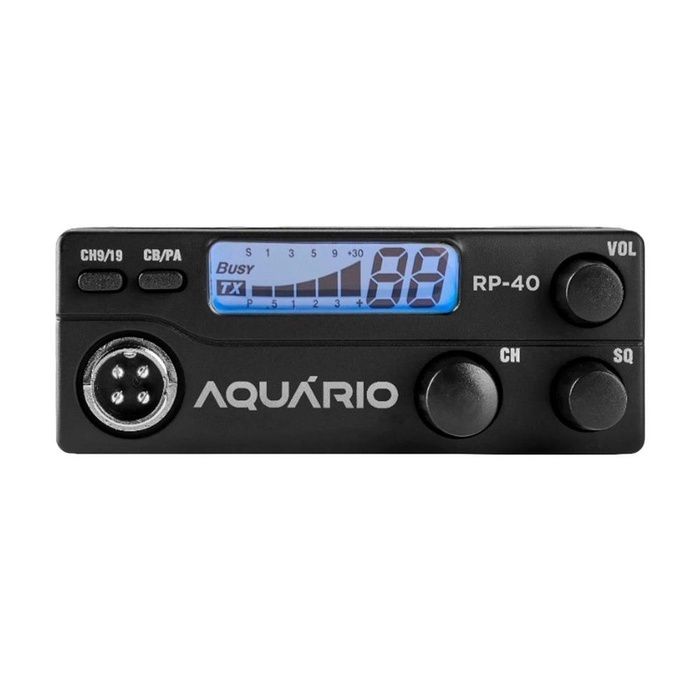 CH9/19 CB/PA
S 1 3 5 9 +30
BUSY
TX
88
P .5 1 2 3 +
RP-40
VOL
CH
SQ
AQUÁRIO